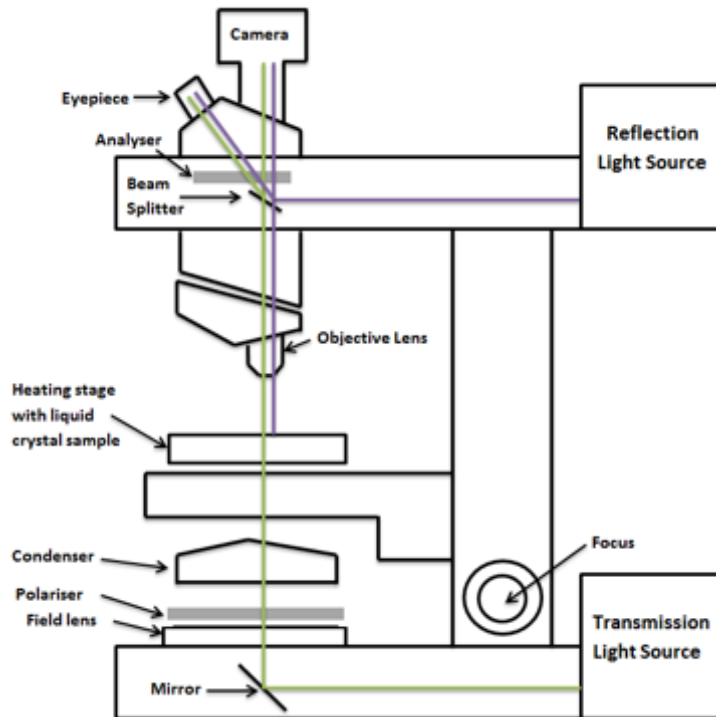 Camera
Eyepiece
Analyser
Beam
Splitter
Reflection
Light Source
Objective Lens
Heating stage
with liquid
crystal sample
Condenser
Polariser
Field lens
Mirror
Focus
Transmission
Light Source